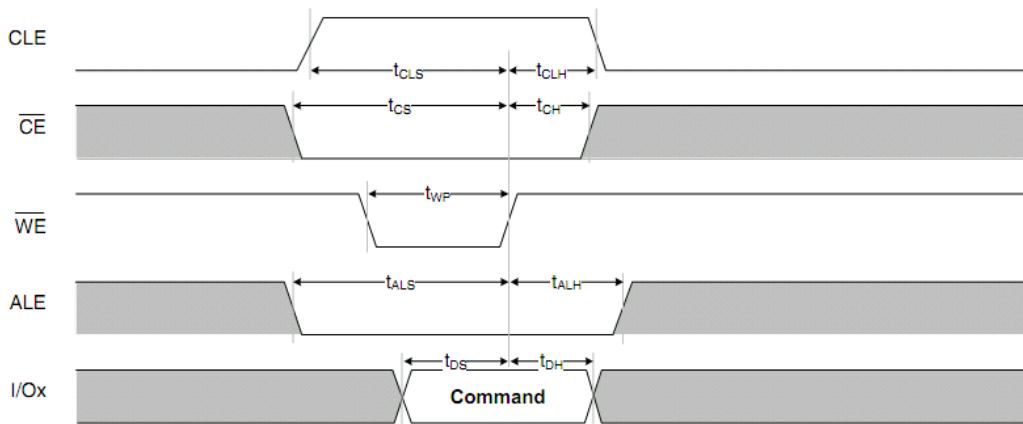 CLE
tCLS
tCLH
CE
tCS
tCH
WE
tWP
ALE
tALS
tALH
I/Ox
tDS
tDH
Command